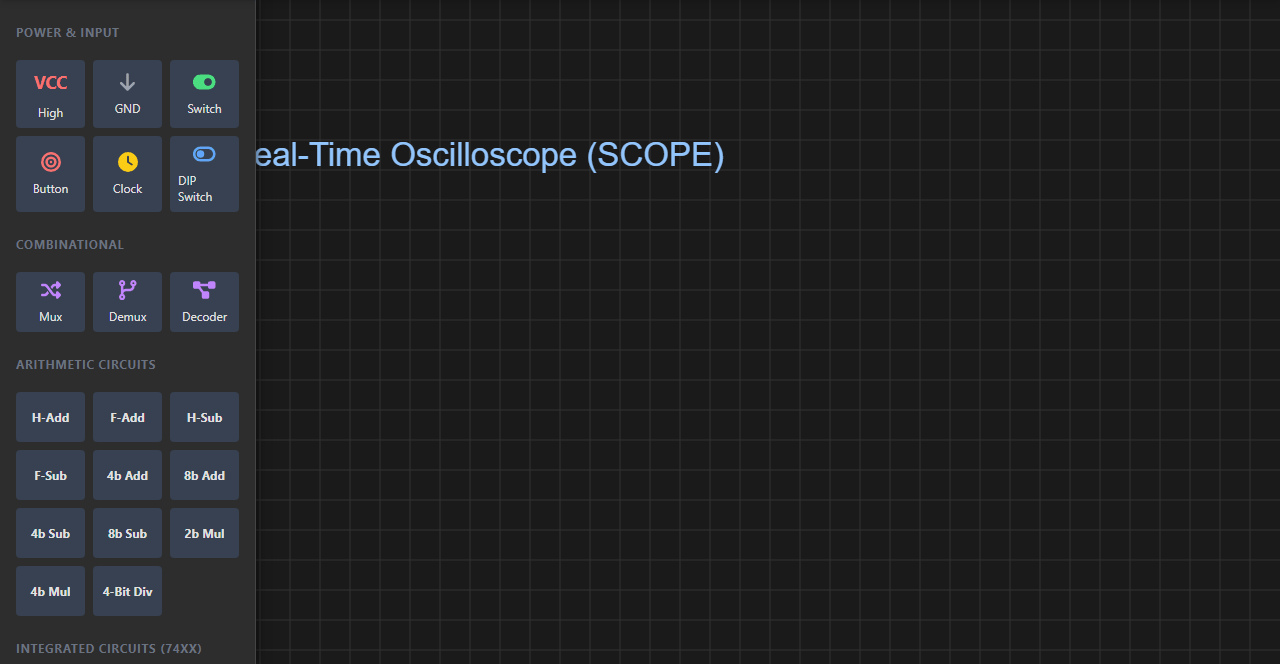 POWER & INPUT
VCC
High
GND
Switch
Button
Clock
DIP
Switch
eal-Time Oscilloscope (SCOPE)
COMBINATIONAL
Mux
Demux
Decoder
ARITHMETIC CIRCUITS
H-Add
F-Add
H-Sub
F-Sub
4b Add
8b Add
4b Sub
8b Sub
2b Mul
4b Mul
4-Bit Div
INTEGRATED CIRCUITS (74XX)